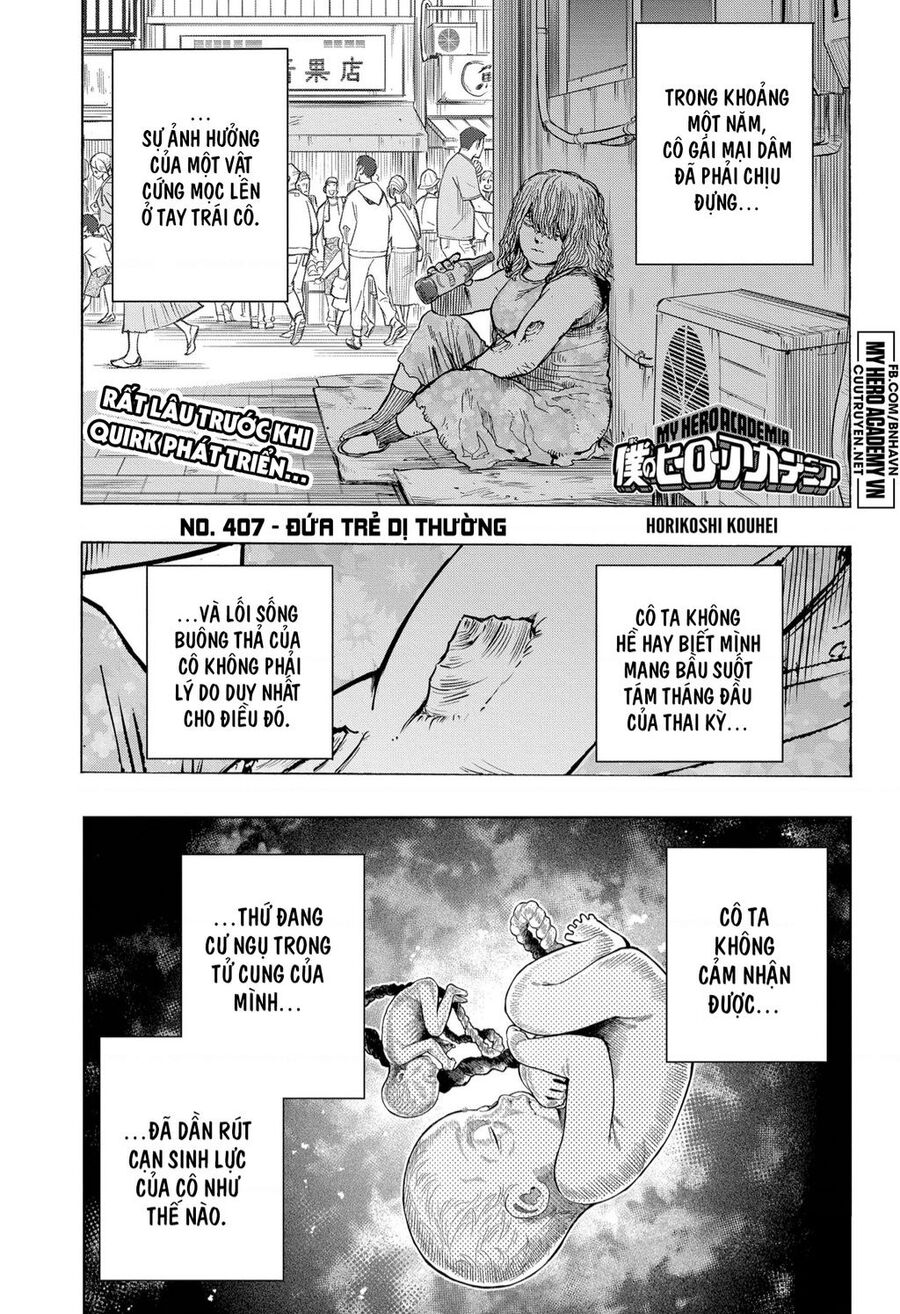 TRONG KHOẢNG
MỘT NĂM,
CÔ GÁI MẠI DÂM
ĐÃ PHẢI CHỊU
ĐỰNG...
...
SỰ ẢNH HƯỞNG
CỦA MỘT VẬT
CỨNG MỌC LÊN
Ở TAY TRÁI CÔ.
青果店
RẤT LÂU TRƯỚC KHI
QUIRK PHÁT TRIỂN...
MY HERO ACADEMIA
僕のヒーローアカデミア
FB.COM/BNHAVN
MY HERO ACADEMY VN
CUUTRUYEN.NET
NO. 407 - ĐỨA TRẺ DỊ THƯỜNG
HORIKOSHI KOUHEI
CÔ TA KHÔNG
HỀ HAY BIẾT MÌNH
MANG BẦU SUỐT
TÁM THÁNG ĐẦU
CỦA THAI KỲ...
...VÀ LỐI SỐNG
BUÔNG THẢ CỦA
CÔ KHÔNG PHẢI
LÝ DO DUY NHẤT
CHO ĐIỀU ĐÓ.
CÔ TA
KHÔNG
CẢM NHẬN
ĐƯỢC...
...THỨ ĐANG
CƯ NGỤ TRONG
TỬ CUNG CỦA
MÌNH...
...ĐÃ DẦN RÚT
CẠN SINH LỰC
CỦA CÔ NHƯ
THẾ NÀO.